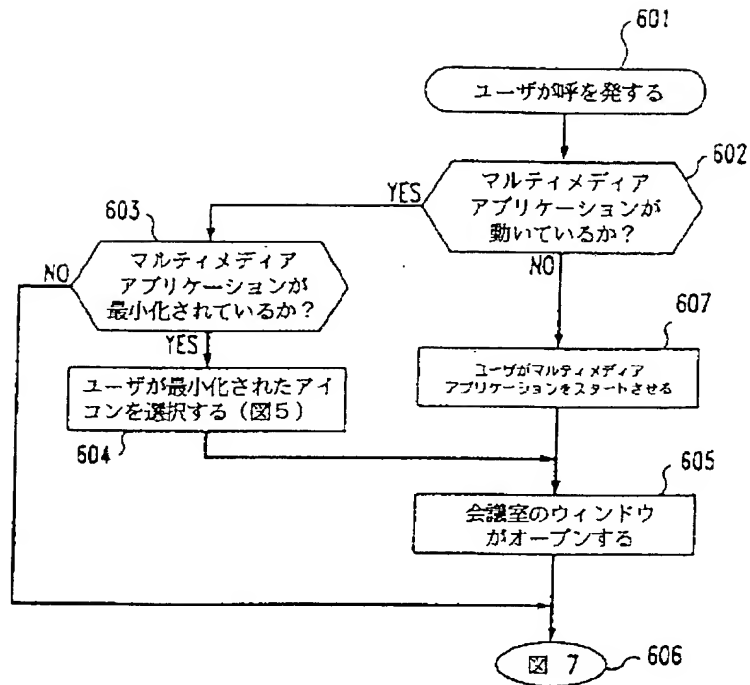 601
ユーザが呼を発する
602
マルティメディア
アプリケーションが
動いているか?
YES
NO
603
マルティメディア
アプリケーションが
最小化されているか?
NO
YES
607
ユーザがマルティメディア
アプリケーションをスタートさせる
ユーザが最小化されたアイ
コンを選択する(図5)
604
605
会議室のウィンドウ
がオープンする
図 7
606